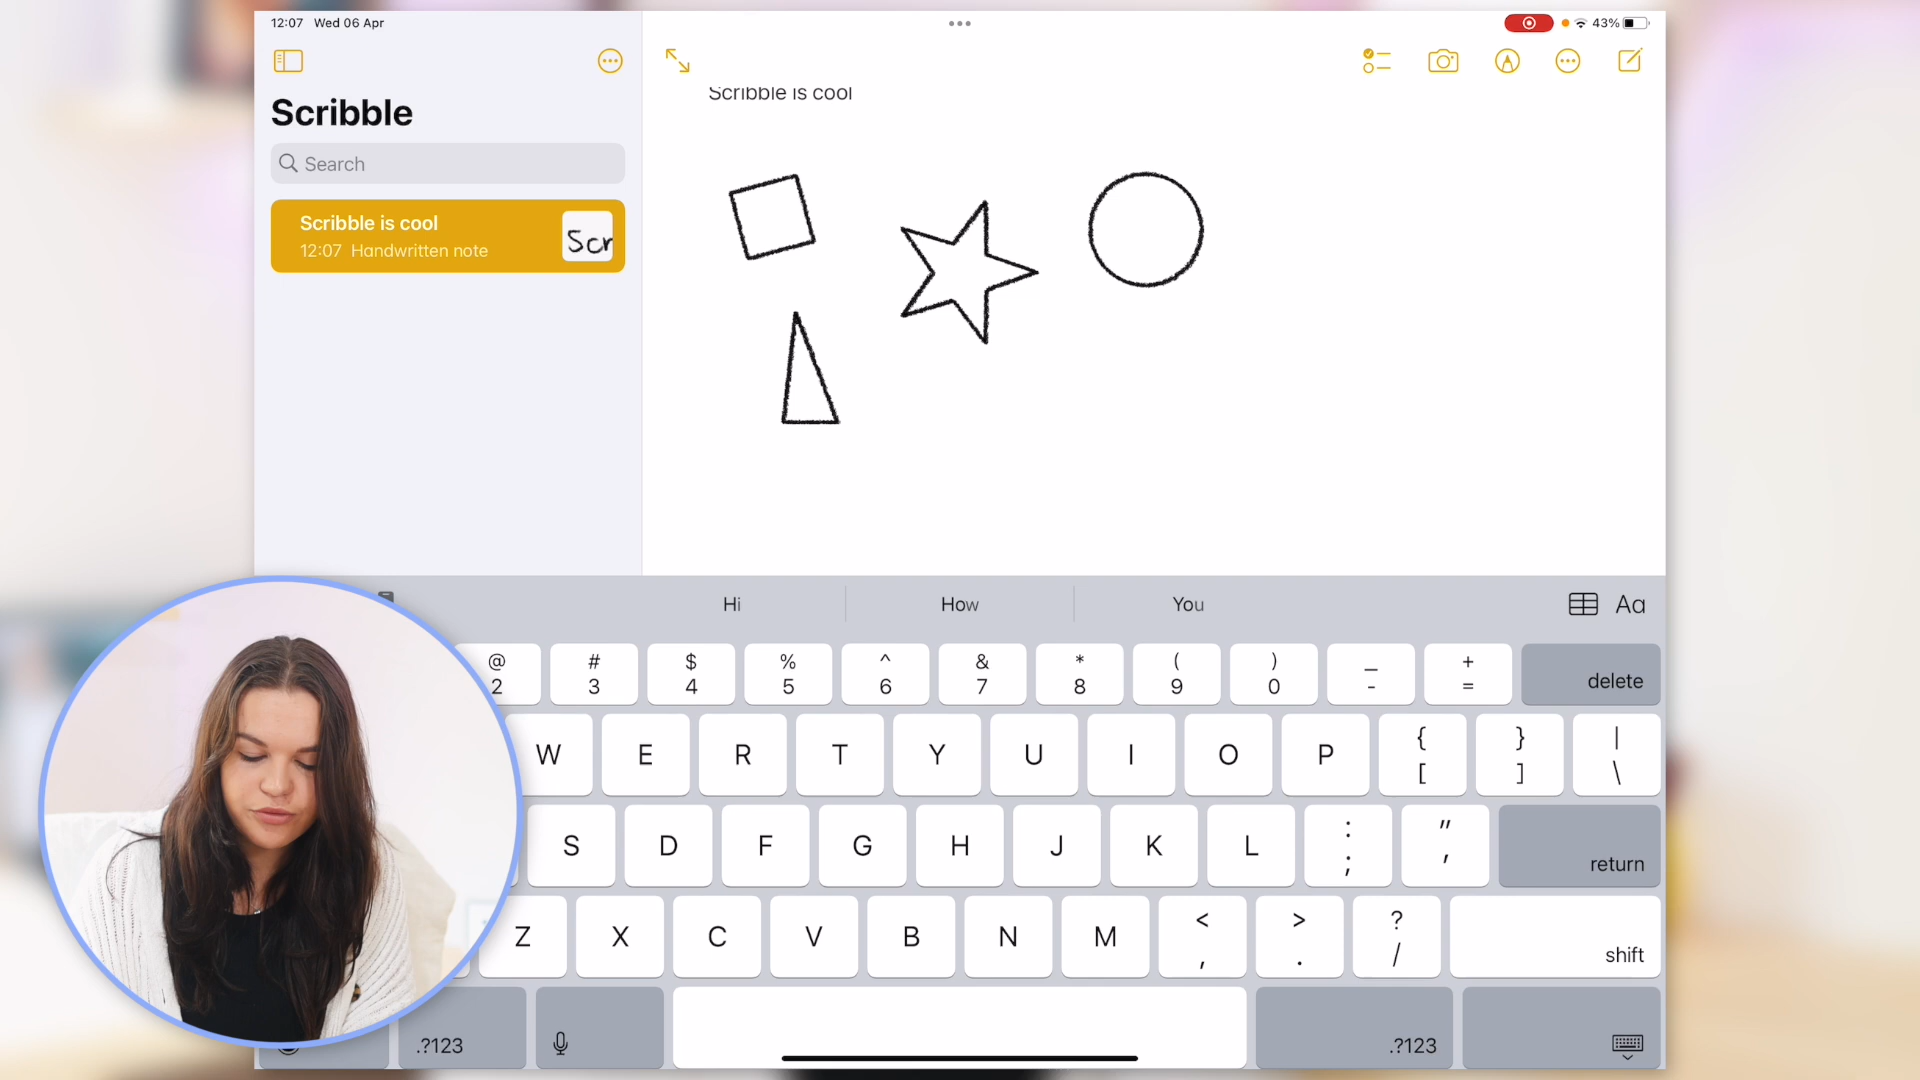 12:07 Wed 06 Apr
43%
Scribble
Search
Scribble is cool
12:07 Handwritten note
Scr
Scribble is cool
Hi How You
Aa
@ # $ % ^ & * ( ) _ +
2 3 4 5 6 7 8 9 0 - = delete
W E R T Y U I O P { } |
[ ] \
S D F G H J K L : "
; ' return
Z X C V B N M < > ?
, . / shift
.?123 .?123